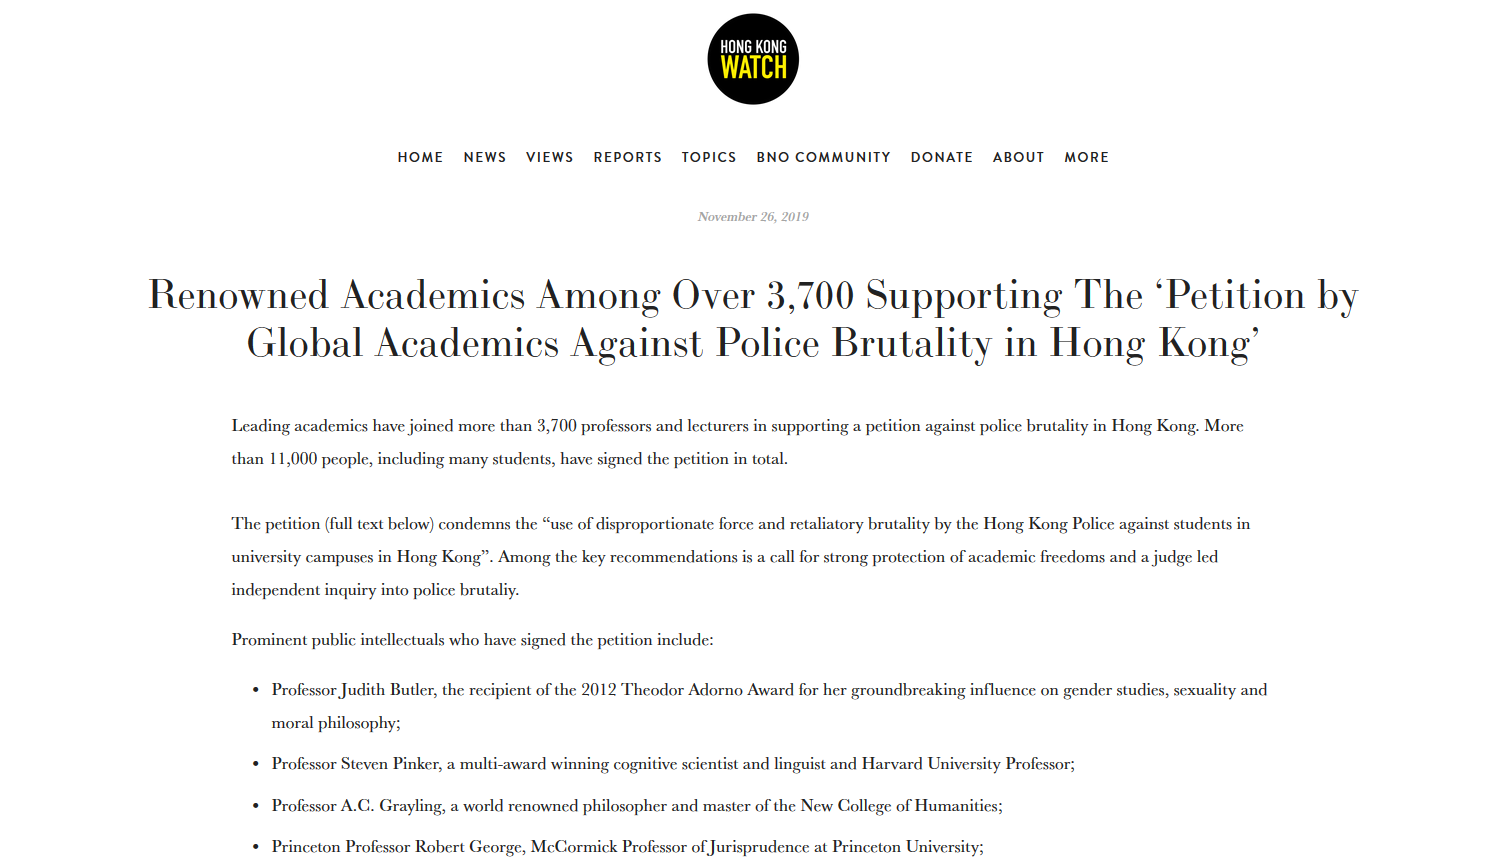 HONG KONG
WATCH
HOME NEWS VIEWS REPORTS TOPICS BNO COMMUNITY DONATE ABOUT MORE
November 26, 2019
Renowned Academics Among Over 3,700 Supporting The ‘Petition by
Global Academics Against Police Brutality in Hong Kong’
Leading academics have joined more than 3,700 professors and lecturers in supporting a petition against police brutality in Hong Kong. More
than 11,000 people, including many students, have signed the petition in total.
The petition (full text below) condemns the “use of disproportionate force and retaliatory brutality by the Hong Kong Police against students in
university campuses in Hong Kong”. Among the key recommendations is a call for strong protection of academic freedoms and a judge led
independent inquiry into police brutaliy.
Prominent public intellectuals who have signed the petition include:
• Professor Judith Butler, the recipient of the 2012 Theodor Adorno Award for her groundbreaking influence on gender studies, sexuality and
moral philosophy;
• Professor Steven Pinker, a multi-award winning cognitive scientist and linguist and Harvard University Professor;
• Professor A.C. Grayling, a world renowned philosopher and master of the New College of Humanities;
• Princeton Professor Robert George, McCormick Professor of Jurisprudence at Princeton University;